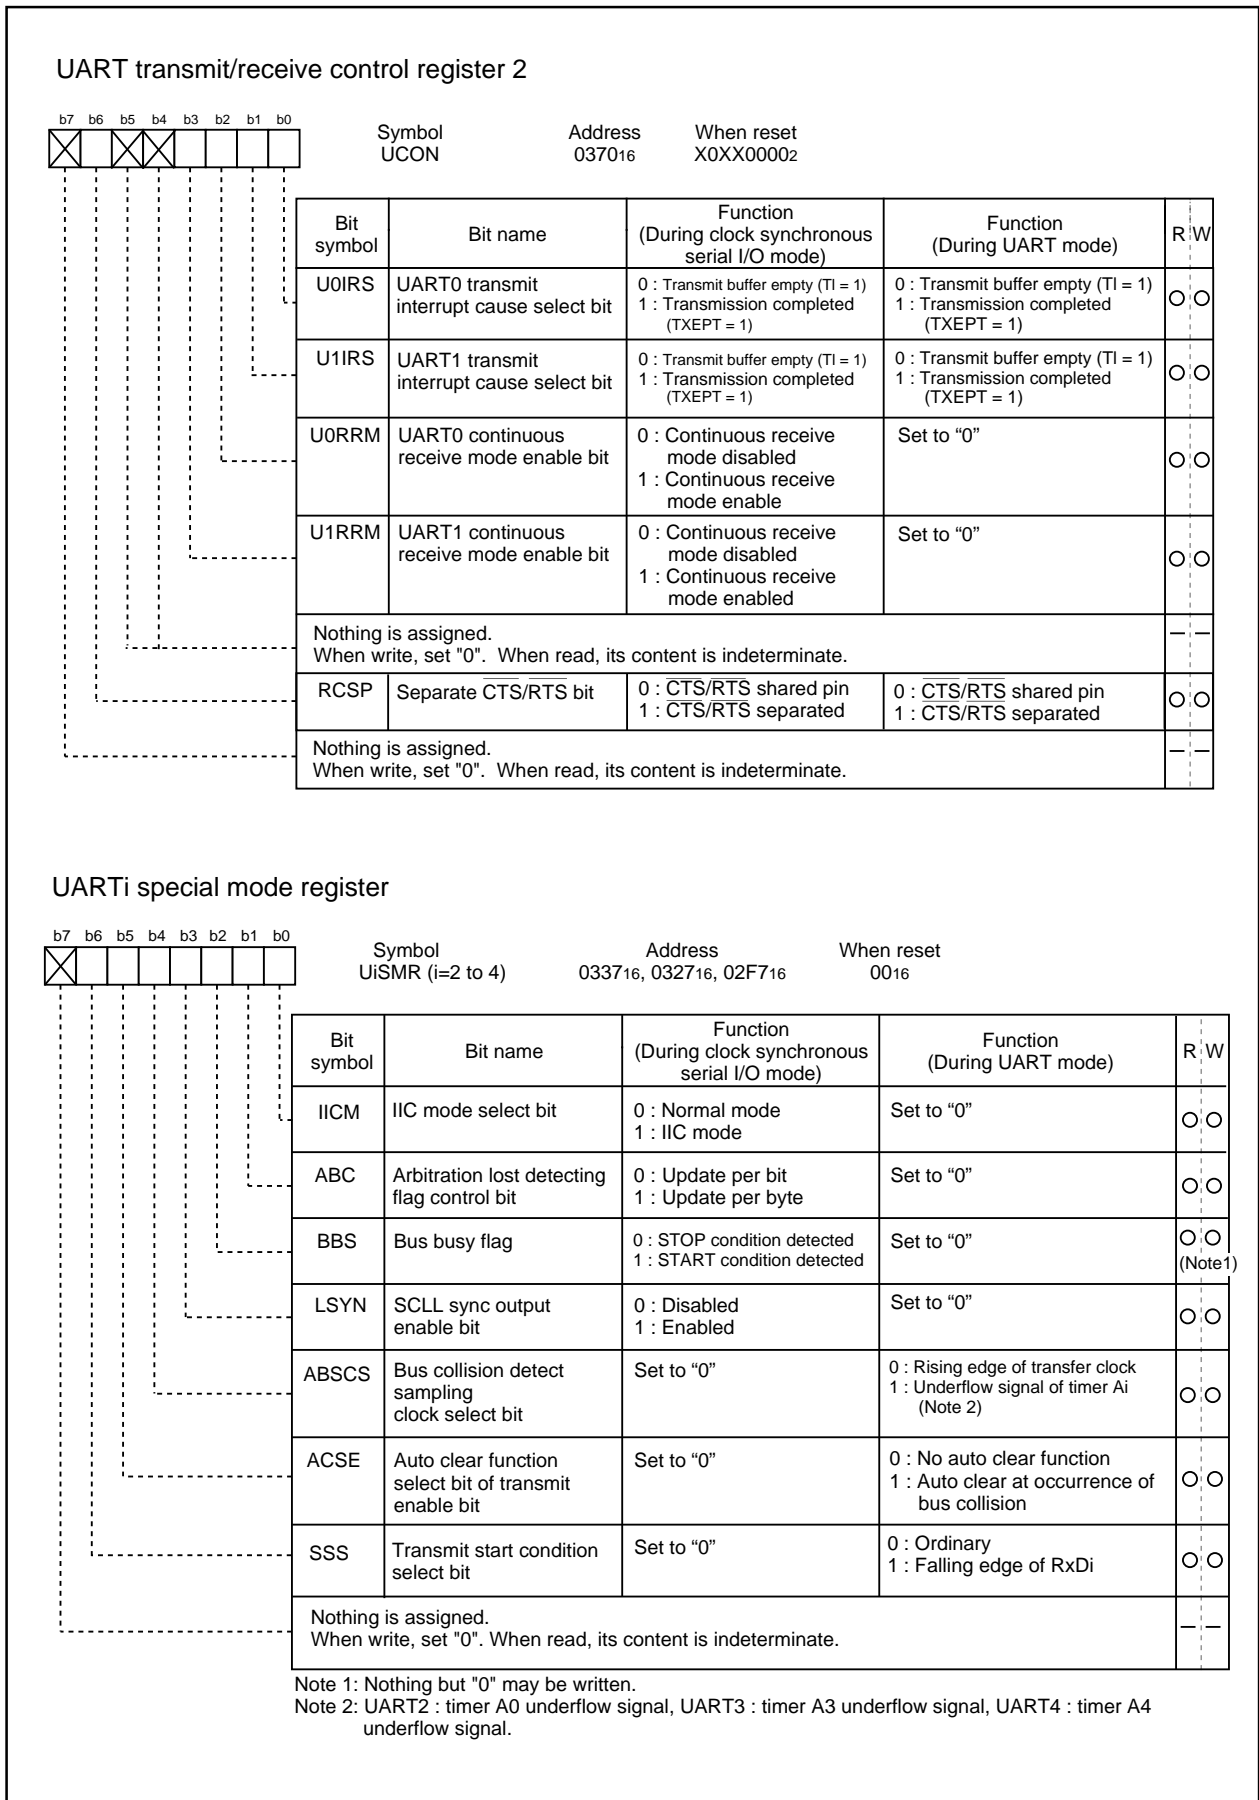 UART transmit/receive control register 2
b7 b6 b5 b4 b3 b2 b1 b0
Symbol Address When reset
UCON 037016 X0XX00002
Bit symbol Bit name Function (During clock synchronous serial I/O mode) Function (During UART mode) R W
U0IRS UART0 transmit 0 : Transmit buffer empty (TI = 1) 0 : Transmit buffer empty (TI = 1)
interrupt cause select bit 1 : Transmission completed 1 : Transmission completed
(TXEPT = 1) (TXEPT = 1)
U1IRS UART1 transmit 0 : Transmit buffer empty (TI = 1) 0 : Transmit buffer empty (TI = 1)
interrupt cause select bit 1 : Transmission completed 1 : Transmission completed
(TXEPT = 1) (TXEPT = 1)
U0RRM UART0 continuous 0 : Continuous receive Set to “0”
receive mode enable bit mode disabled
1 : Continuous receive
mode enable
U1RRM UART1 continuous 0 : Continuous receive Set to “0”
receive mode enable bit mode disabled
1 : Continuous receive
mode enabled
Nothing is assigned.
When write, set "0". When read, its content is indeterminate.
RCSP Separate CTS/RTS bit 0 : CTS/RTS shared pin 0 : CTS/RTS shared pin
1 : CTS/RTS separated 1 : CTS/RTS separated
Nothing is assigned.
When write, set "0". When read, its content is indeterminate.
UARTi special mode register
b7 b6 b5 b4 b3 b2 b1 b0
Symbol Address When reset
UiSMR (i=2 to 4) 033716, 032716, 02F716 0016
Bit symbol Bit name Function (During clock synchronous serial I/O mode) Function (During UART mode) R W
IICM IIC mode select bit 0 : Normal mode Set to “0”
1 : IIC mode
ABC Arbitration lost detecting 0 : Update per bit Set to “0”
flag control bit 1 : Update per byte
BBS Bus busy flag 0 : STOP condition detected Set to “0”
1 : START condition detected (Note1)
LSYN SCLL sync output 0 : Disabled Set to “0”
enable bit 1 : Enabled
ABSCS Bus collision detect Set to “0” 0 : Rising edge of transfer clock
sampling 1 : Underflow signal of timer Ai
clock select bit (Note 2)
ACSE Auto clear function Set to “0” 0 : No auto clear function
select bit of transmit 1 : Auto clear at occurrence of
enable bit bus collision
SSS Transmit start condition Set to “0” 0 : Ordinary
select bit 1 : Falling edge of RxDi
Nothing is assigned.
When write, set "0". When read, its content is indeterminate.
Note 1: Nothing but "0" may be written.
Note 2: UART2 : timer A0 underflow signal, UART3 : timer A3 underflow signal, UART4 : timer A4
underflow signal.